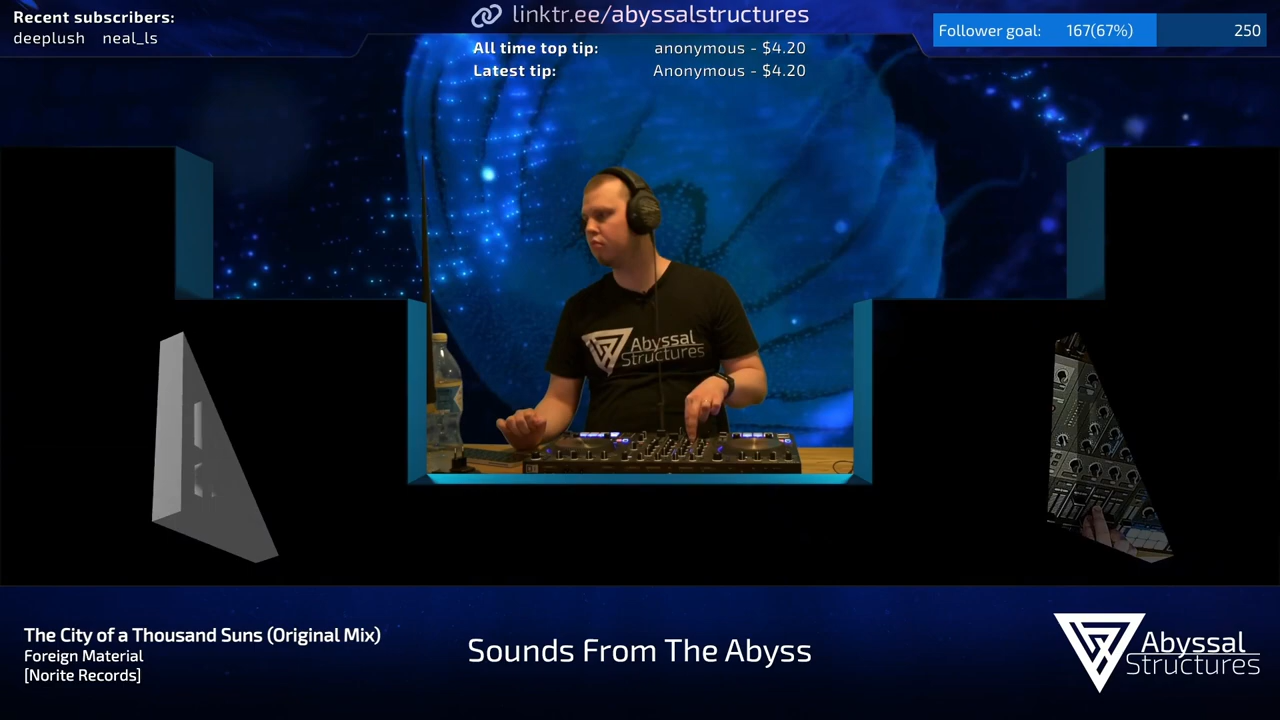 Recent subscribers:
deeplush neal_ls
linktr.ee/abyssalstructures
All time top tip: anonymous - $4.20
Latest tip: Anonymous - $4.20
Follower goal: 167(67%) 250
Abyssal
Structures
The City of a Thousand Suns (Original Mix)
Foreign Material
[Norite Records]
Sounds From The Abyss
Abyssal
Structures